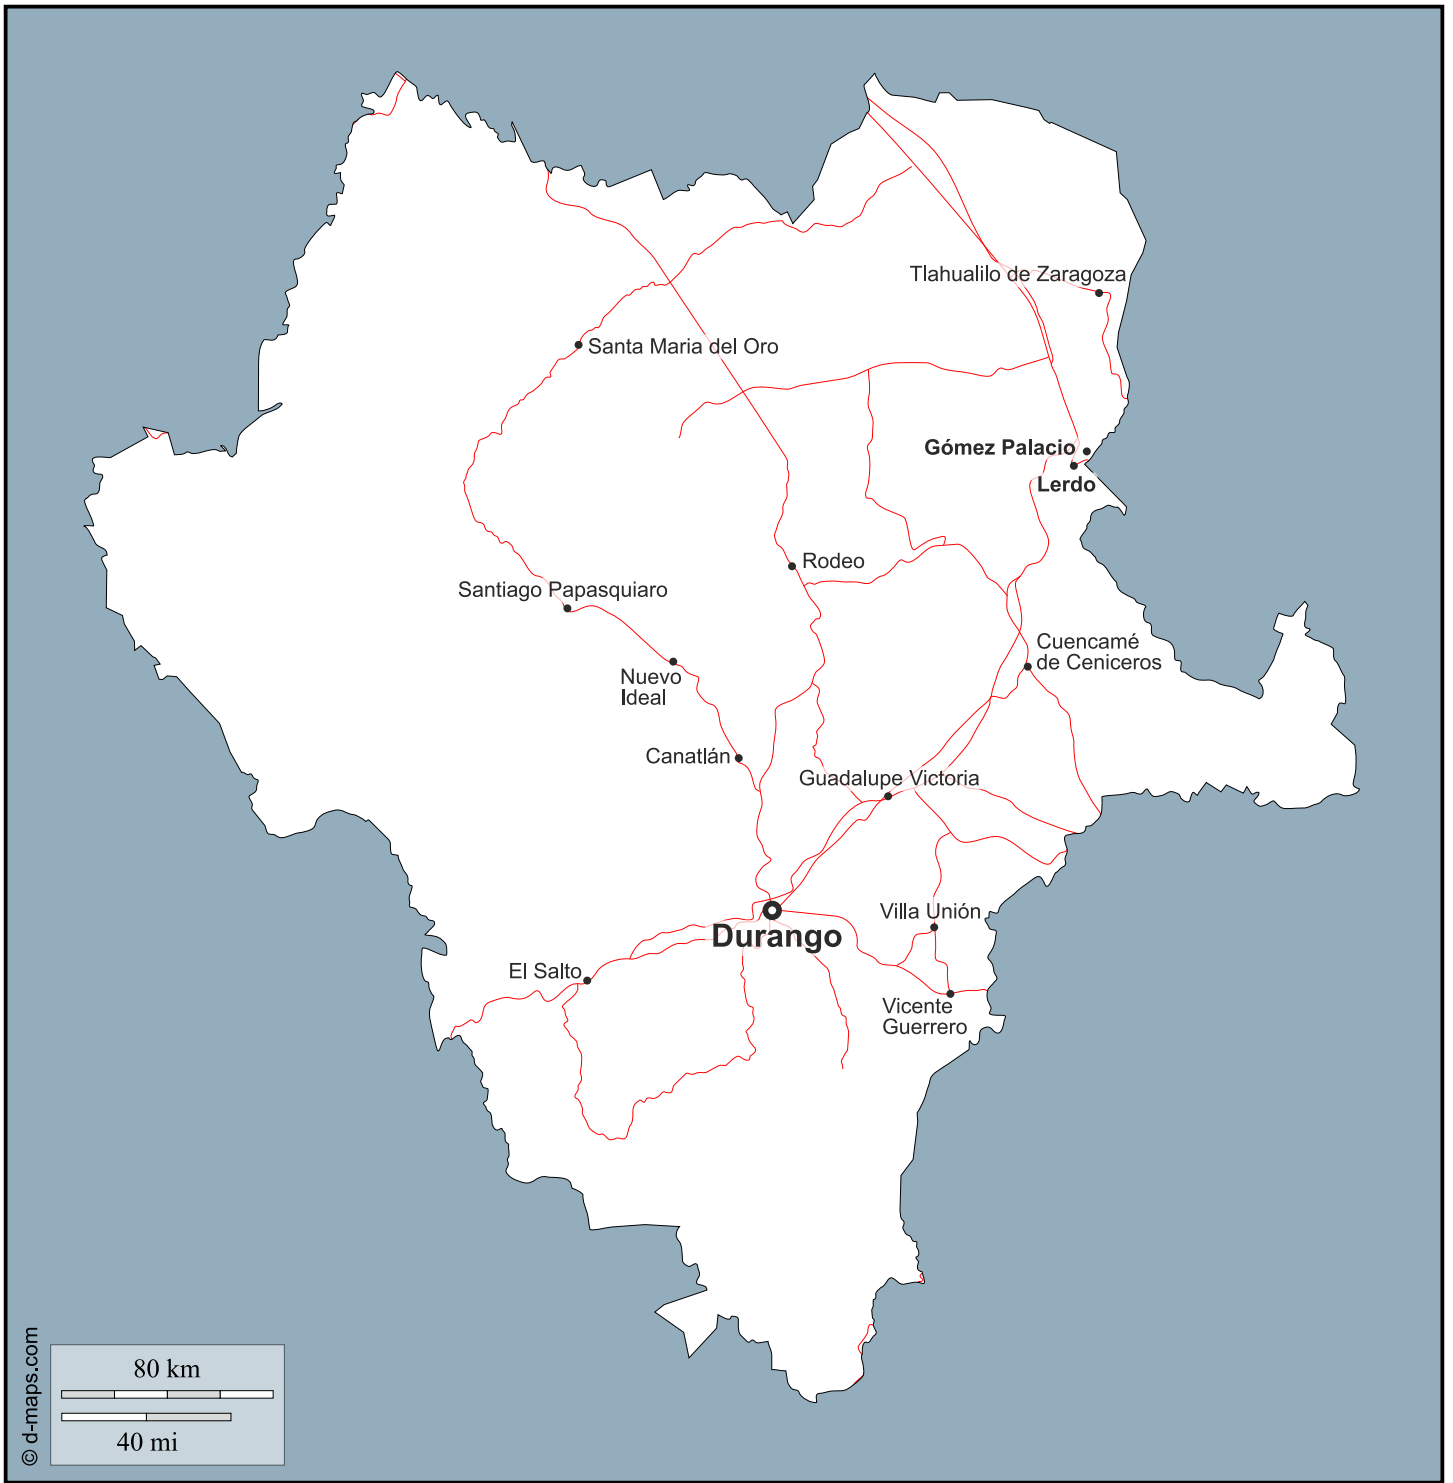 Tlahualilo de Zaragoza
Santa Maria del Oro
Gómez Palacio
Lerdo
Rodeo
Santiago Papasquiaro
Cuencamé
de Ceniceros
Nuevo
Ideal
Canatlán
Guadalupe Victoria
Villa Unión
Durango
El Salto
Vicente
Guerrero
© d-maps.com
80 km
40 mi